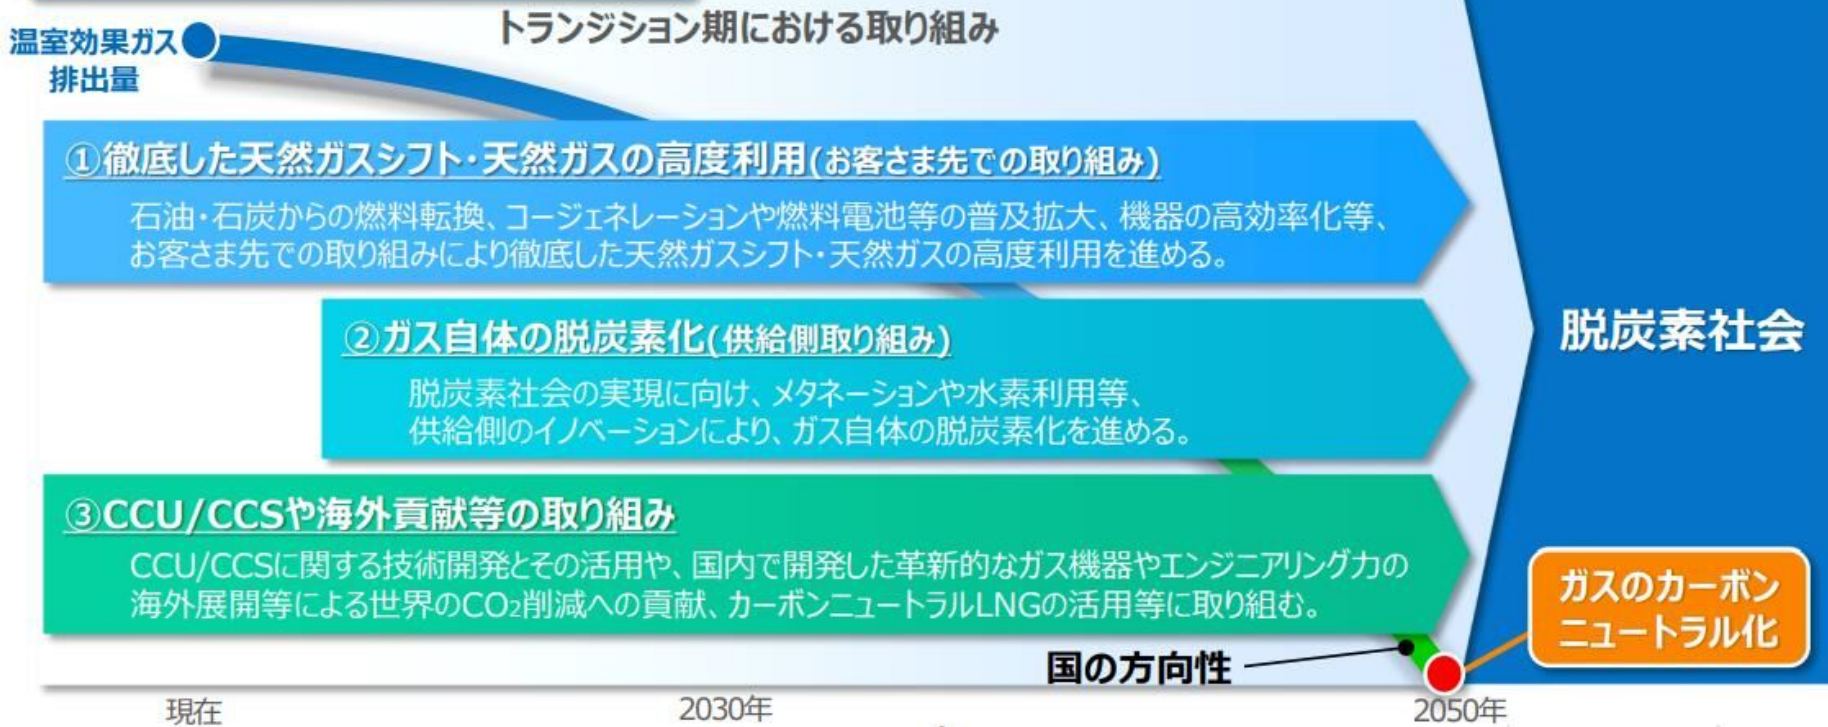 トランジション期における取り組み
温室効果ガス
排出量
①徹底した天然ガスシフト・天然ガスの高度利用(お客さま先での取り組み)
石油・石炭からの燃料転換、コージェネレーションや燃料電池等の普及拡大、機器の高効率化等、
お客さま先での取り組みにより徹底した天然ガスシフト・天然ガスの高度利用を進める。
②ガス自体の脱炭素化(供給側取り組み)
脱炭素社会の実現に向け、メタネーションや水素利用等、
供給側のイノベーションにより、ガス自体の脱炭素化を進める。
脱炭素社会
③CCU/CCSや海外貢献等の取り組み
CCU/CCSに関する技術開発とその活用や、国内で開発した革新的なガス機器やエンジニアリング力の
海外展開等による世界のCO₂削減への貢献、カーボンニュートラルLNGの活用等に取り組む。
ガスのカーボン
ニュートラル化
国の方向性
現在
2030年
2050年